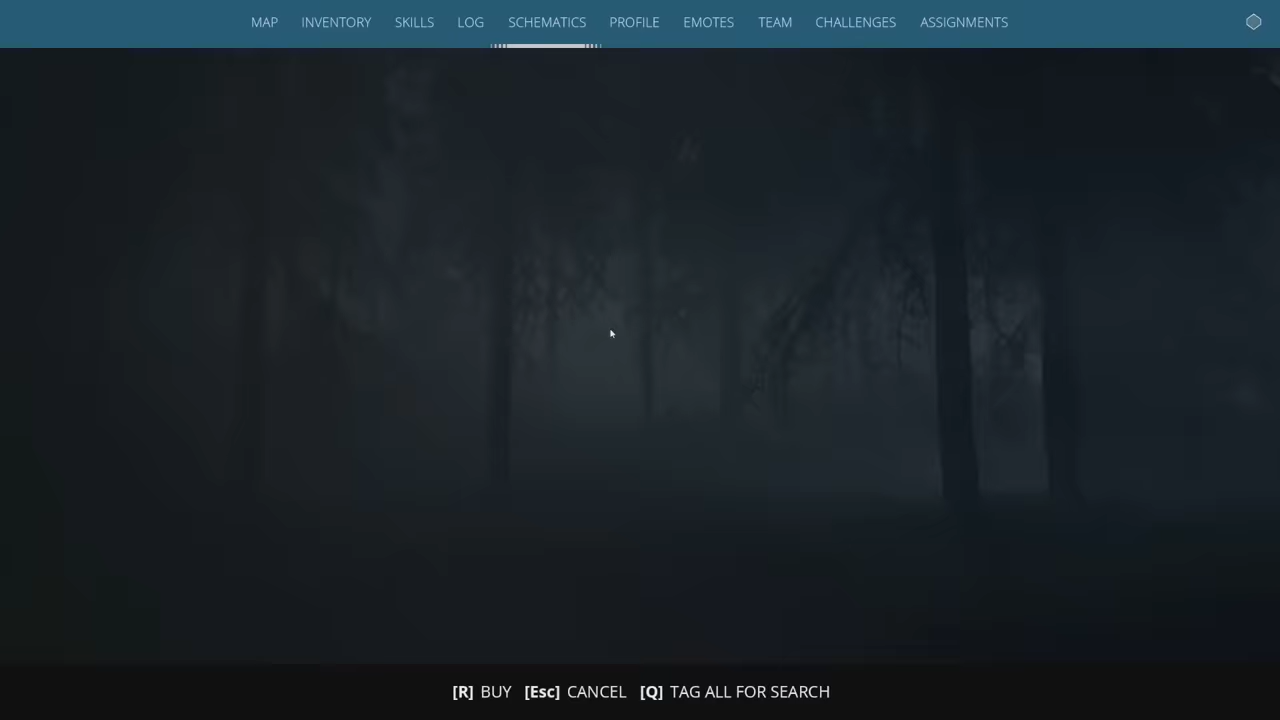 MAP INVENTORY SKILLS LOG SCHEMATICS PROFILE EMOTES TEAM CHALLENGES ASSIGNMENTS
[R] BUY [Esc] CANCEL [Q] TAG ALL FOR SEARCH